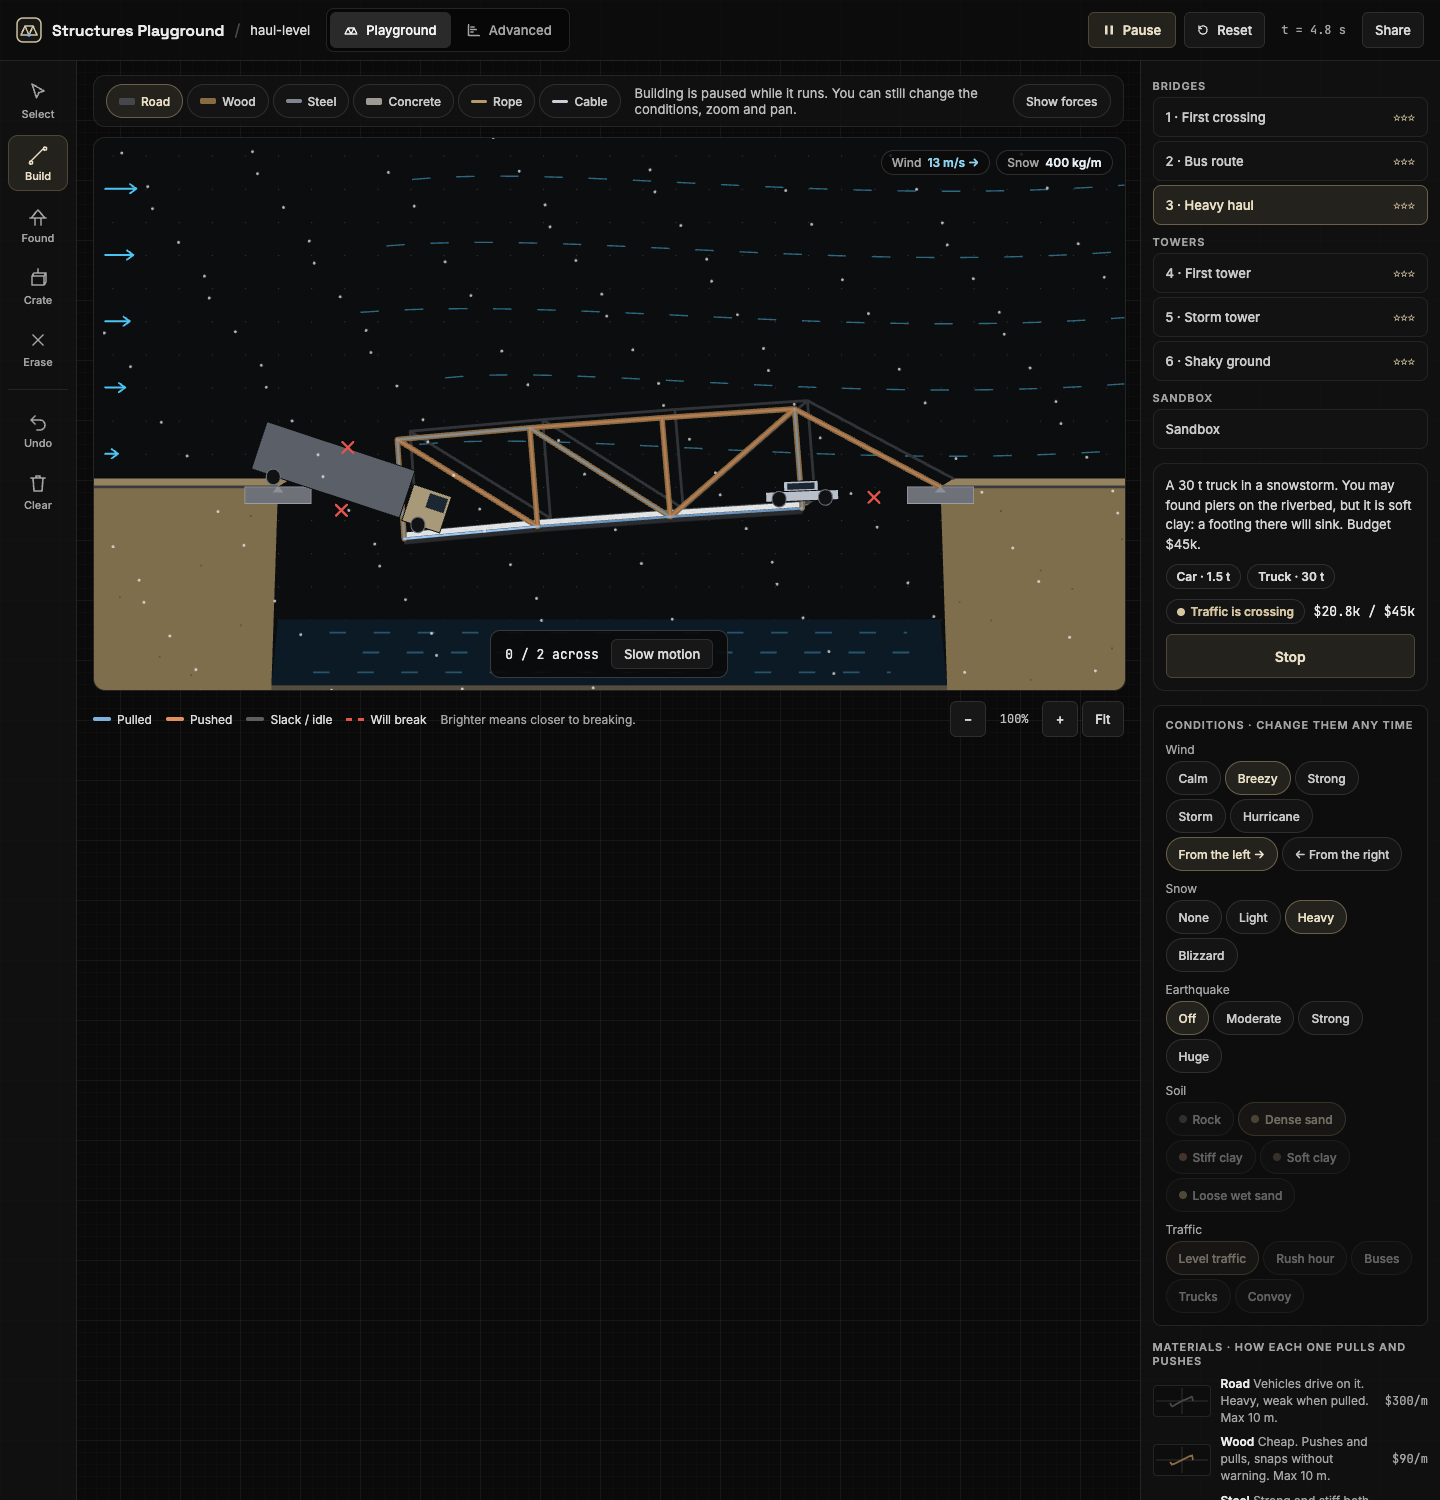 Structures Playground / haul-level
Playground
Advanced
Pause
Reset
t = 4.8 s
Share
Select
Build
Found
Crate
Erase
Undo
Clear
Road
Wood
Steel
Concrete
Rope
Cable
Building is paused while it runs. You can still change the
conditions, zoom and pan.
Show forces
Wind 13 m/s →
Snow 400 kg/m
0 / 2 across
Slow motion
Pulled
Pushed
Slack / idle
Will break
Brighter means closer to breaking.
−
100%
+
Fit
BRIDGES
1 · First crossing ☆☆☆
2 · Bus route ☆☆☆
3 · Heavy haul ☆☆☆
TOWERS
4 · First tower ☆☆☆
5 · Storm tower ☆☆☆
6 · Shaky ground ☆☆☆
SANDBOX
Sandbox
A 30 t truck in a snowstorm. You may
found piers on the riverbed, but it is soft
clay: a footing there will sink. Budget
$45k.
Car · 1.5 t
Truck · 30 t
Traffic is crossing
$20.8k / $45k
Stop
CONDITIONS · CHANGE THEM ANY TIME
Wind
Calm
Breezy
Strong
Storm
Hurricane
From the left →
← From the right
Snow
None
Light
Heavy
Blizzard
Earthquake
Off
Moderate
Strong
Huge
Soil
Rock
Dense sand
Stiff clay
Soft clay
Loose wet sand
Traffic
Level traffic
Rush hour
Buses
Trucks
Convoy
MATERIALS · HOW EACH ONE PULLS AND
PUSHES
Road Vehicles drive on it.
Heavy, weak when pulled.
Max 10 m.
$300/m
Wood Cheap. Pushes and
pulls, snaps without
warning. Max 10 m.
$90/m